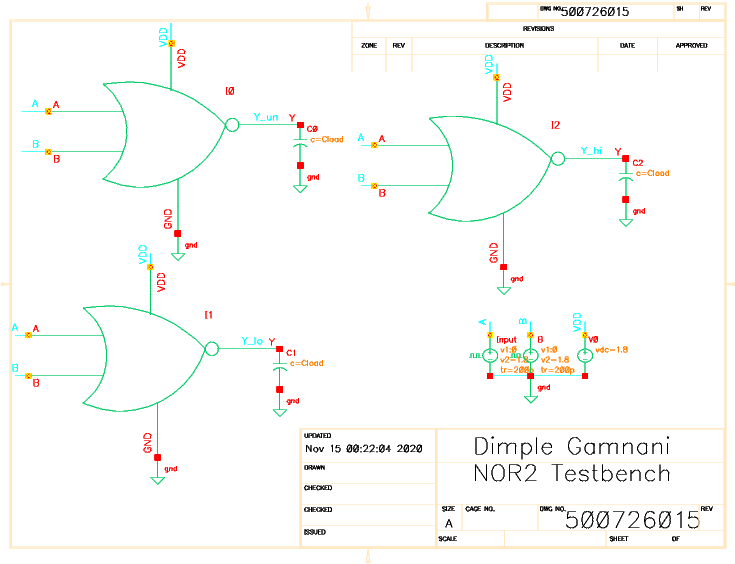 DWG NO. 500726015 SH REV
REVISIONS
ZONE REV DESCRIPTION DATE APPROVED
VDD
VDD
I0
A A
Y_un Y
C0
c=Cload
B
B
gnd
GND
gnd
VDD
VDD
I2
A A
Y_hi Y
C2
c=Cload
B
B
gnd
GND
gnd
VDD
VDD
I1
A A
Y_lo Y
C1
c=Cload
B
B
gnd
GND
gnd
A B VDD
Input B V0
v1:0 v1:0 vdc=1.8
v2=1.8 v2=1.8
tr=200p tr=200p
gnd
UPDATED
Nov 15 00:22:04 2020
DRAWN
CHECKED
CHECKED
ISSUED
Dimple Gamnani
NOR2 Testbench
SIZE CAGE NO. DWG NO. REV
A 500726015
SCALE SHEET OF